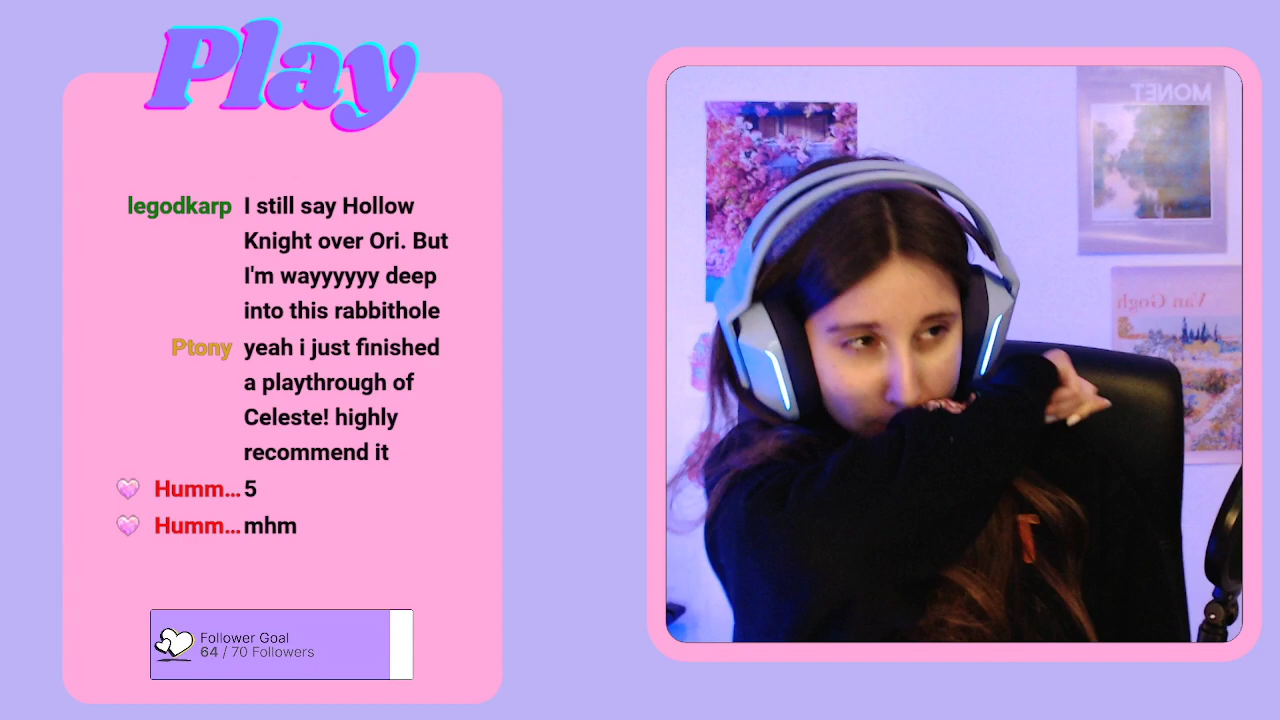 Play
legodkarp I still say Hollow
Knight over Ori. But
I'm wayyyyyy deep
into this rabbithole
Ptony yeah i just finished
a playthrough of
Celeste! highly
recommend it
Humm... 5
Humm... mhm
Follower Goal
64 / 70 Followers
MONET
Van Gogh